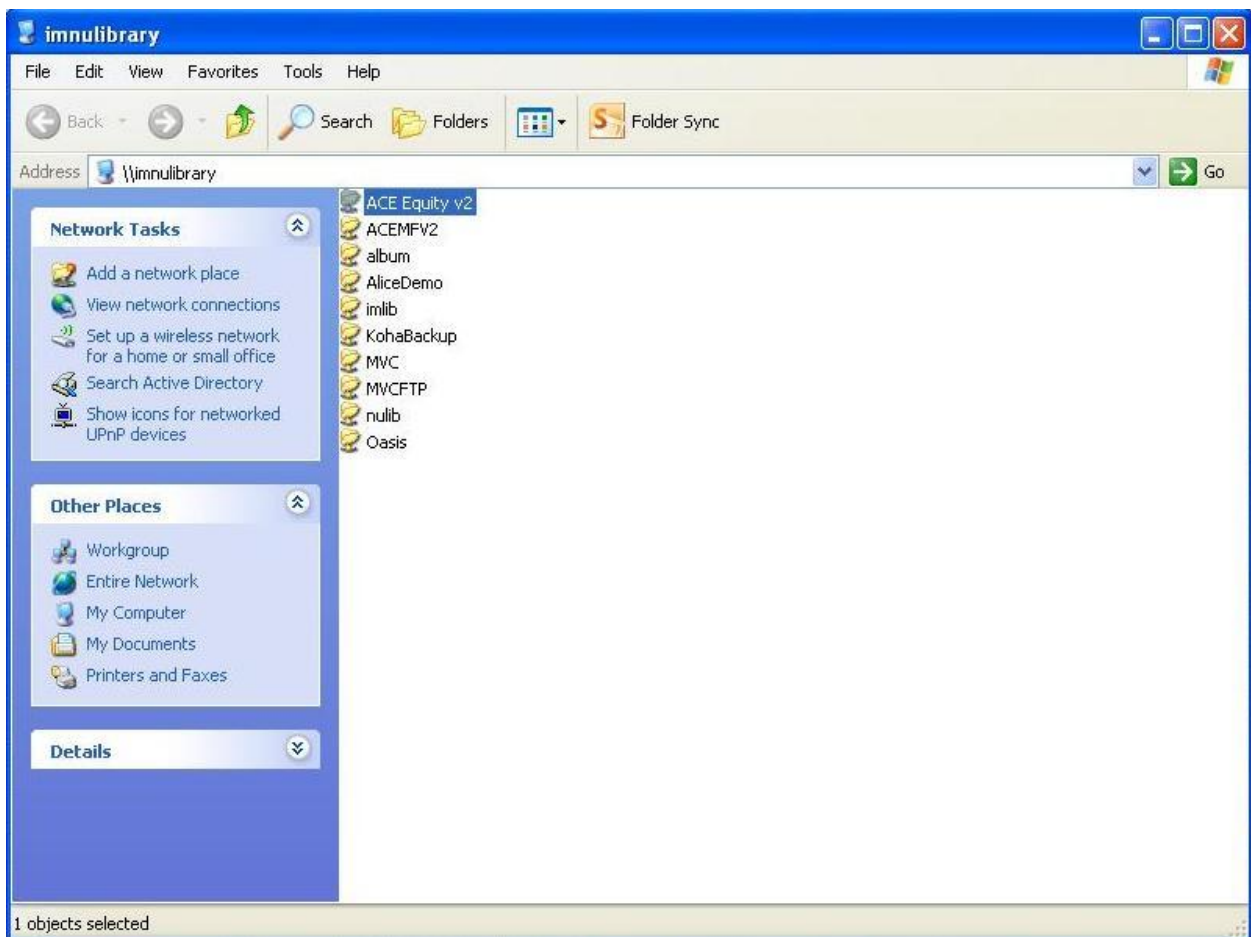 imnulibrary
File Edit View Favorites Tools Help
Back Search Folders Folder Sync
Address \\imnulibrary Go
Network Tasks
Add a network place
View network connections
Set up a wireless network
for a home or small office
Search Active Directory
Show icons for networked
UPnP devices
Other Places
Workgroup
Entire Network
My Computer
My Documents
Printers and Faxes
Details
ACE Equity v2
ACEMFV2
album
AliceDemo
imlib
KohaBackup
MVC
MVCFTP
nulib
Oasis
1 objects selected